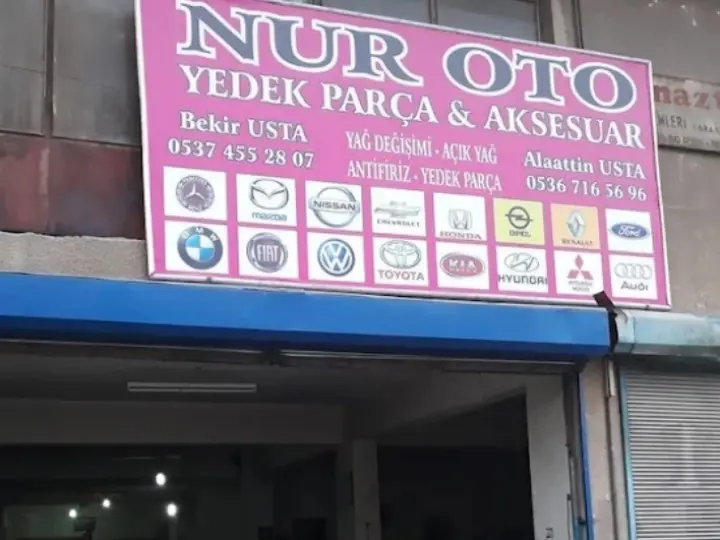 NUR OTO
YEDEK PARÇA & AKSESUAR
Bekir USTA
0537 455 28 07
YAĞ DEĞİŞİMİ - AÇIK YAĞ
ANTİFİRİZ - YEDEK PARÇA
Alaattin USTA
0536 716 56 96
mazda
NISSAN
CHEVROLET
HONDA
OPEL
RENAULT
Ford
BMW
FIAT
TOYOTA
KIA
HYUNDAI
MITSUBISHI
MOTORS
Audi